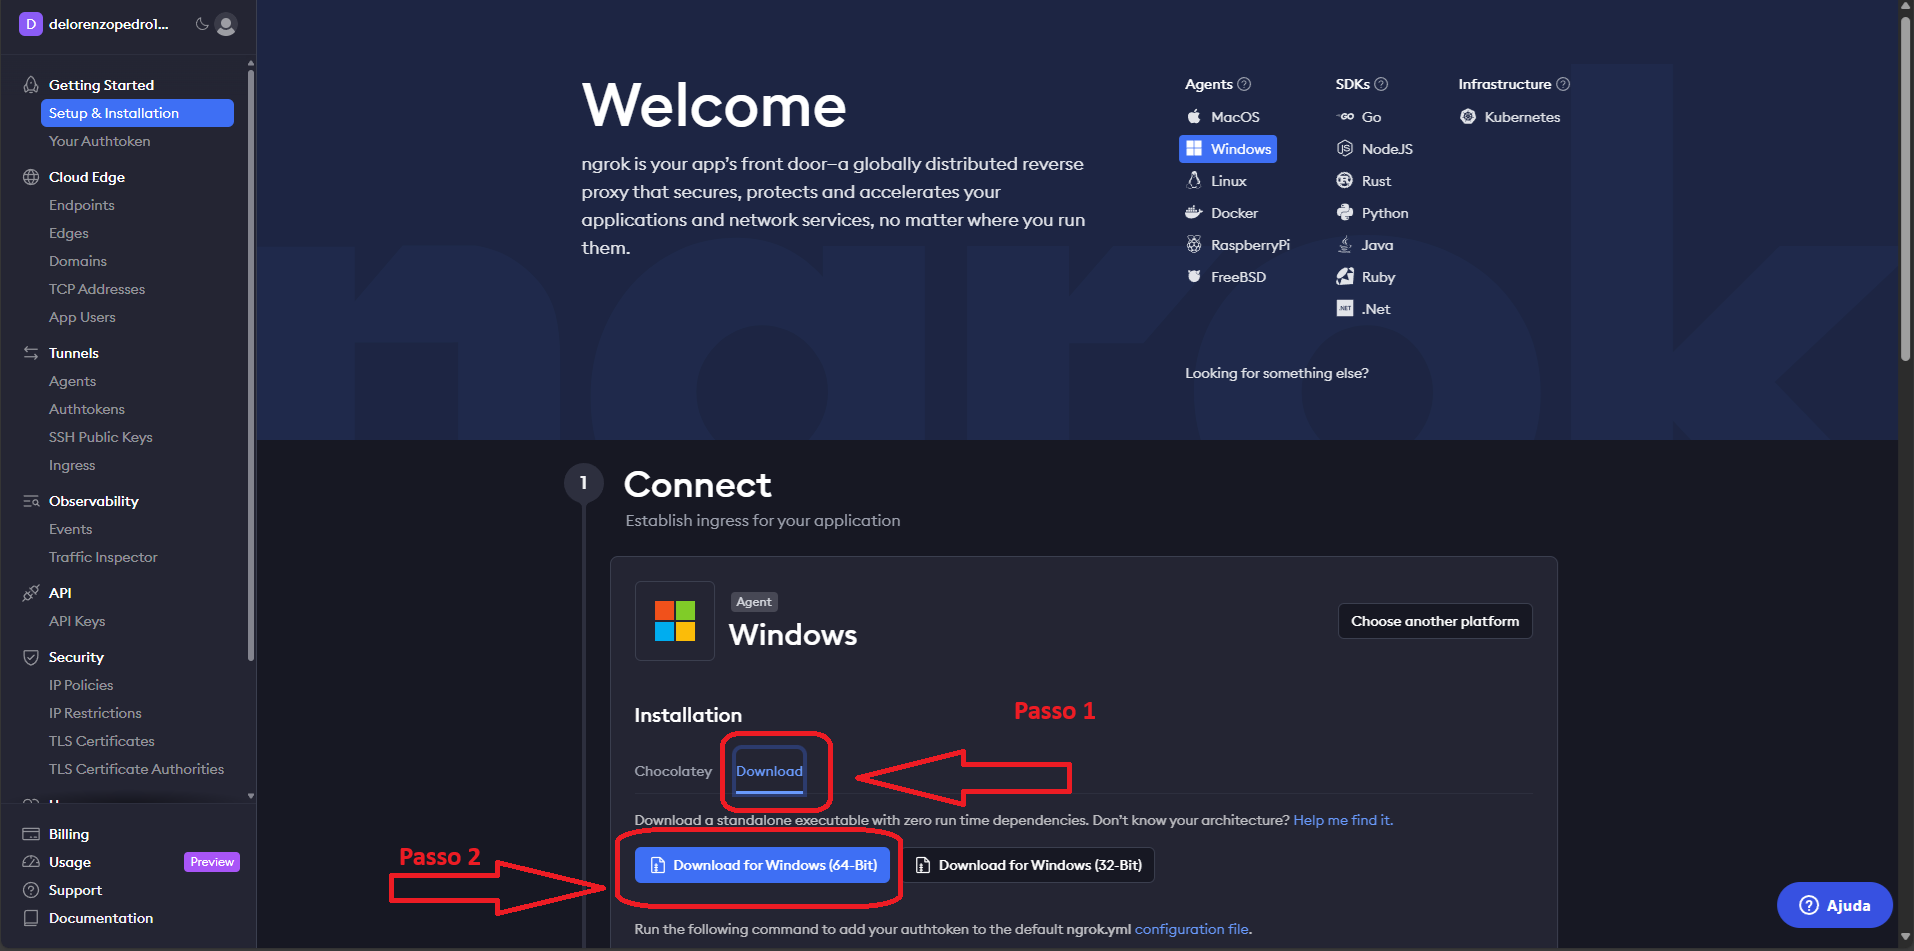 D delorenzopedro1...
Getting Started
Setup & Installation
Your Authtoken
Cloud Edge
Endpoints
Edges
Domains
TCP Addresses
App Users
Tunnels
Agents
Authtokens
SSH Public Keys
Ingress
Observability
Events
Traffic Inspector
API
API Keys
Security
IP Policies
IP Restrictions
TLS Certificates
TLS Certificate Authorities
Billing
Usage Preview
Support
Documentation
ngrok
Welcome
ngrok is your app's front door—a globally distributed reverse
proxy that secures, protects and accelerates your
applications and network services, no matter where you run
them.
Agents
MacOS
Windows
Linux
Docker
RaspberryPi
FreeBSD
SDKs
Go
NodeJS
Rust
Python
Java
Ruby
.Net
Infrastructure
Kubernetes
Looking for something else?
1 Connect
Establish ingress for your application
Agent
Windows
Choose another platform
Installation
Passo 1
Chocolatey Download
Download a standalone executable with zero run time dependencies. Don't know your architecture? Help me find it.
Passo 2
Download for Windows (64-Bit) Download for Windows (32-Bit)
Run the following command to add your authtoken to the default ngrok.yml configuration file.
Ajuda